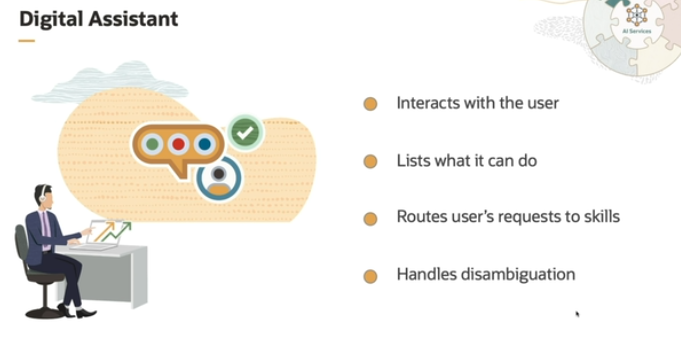 Digital Assistant
AI Services
Interacts with the user
Lists what it can do
Routes user's requests to skills
Handles disambiguation